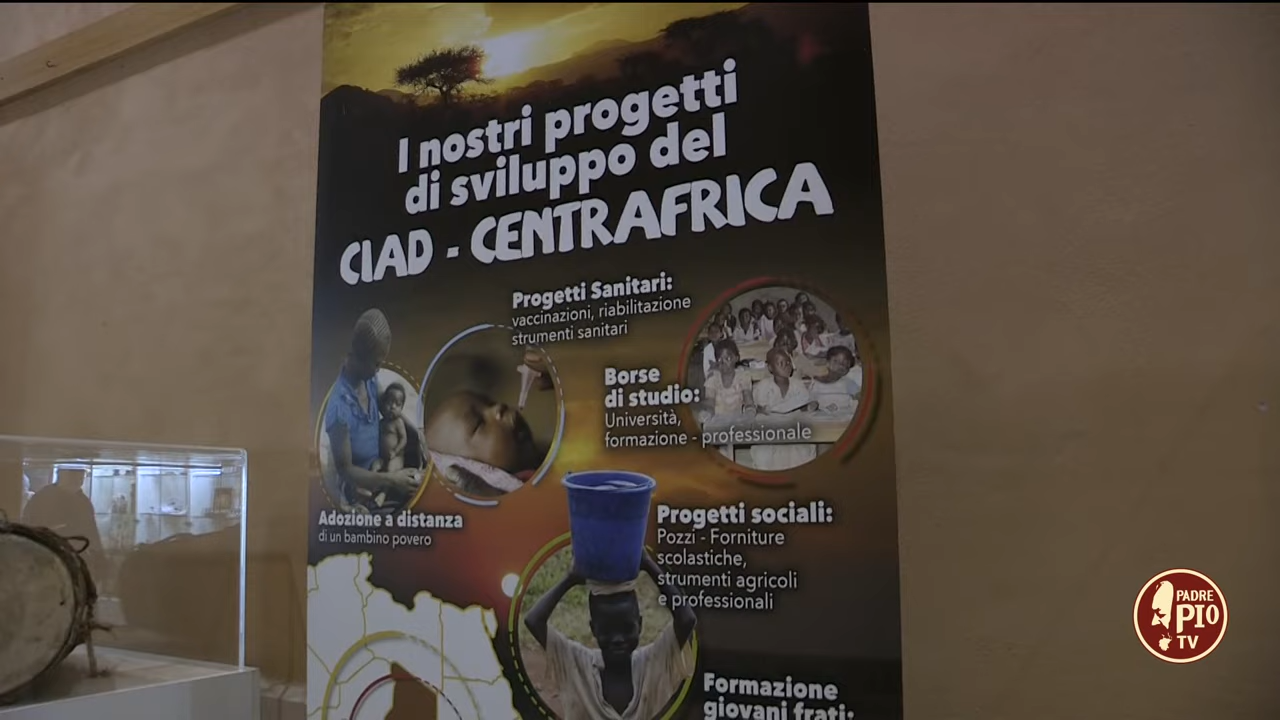 I nostri progetti
di sviluppo del
CIAD - CENTRAFRICA
Progetti Sanitari:
vaccinazioni, riabilitazione
strumenti sanitari
Borse
di studio:
Università,
formazione - professionale
Adozione a distanza
di un bambino povero
Progetti sociali:
Pozzi - Forniture
scolastiche,
strumenti agricoli
e professionali
Formazione
giovani frati:
PADRE
PIO
TV